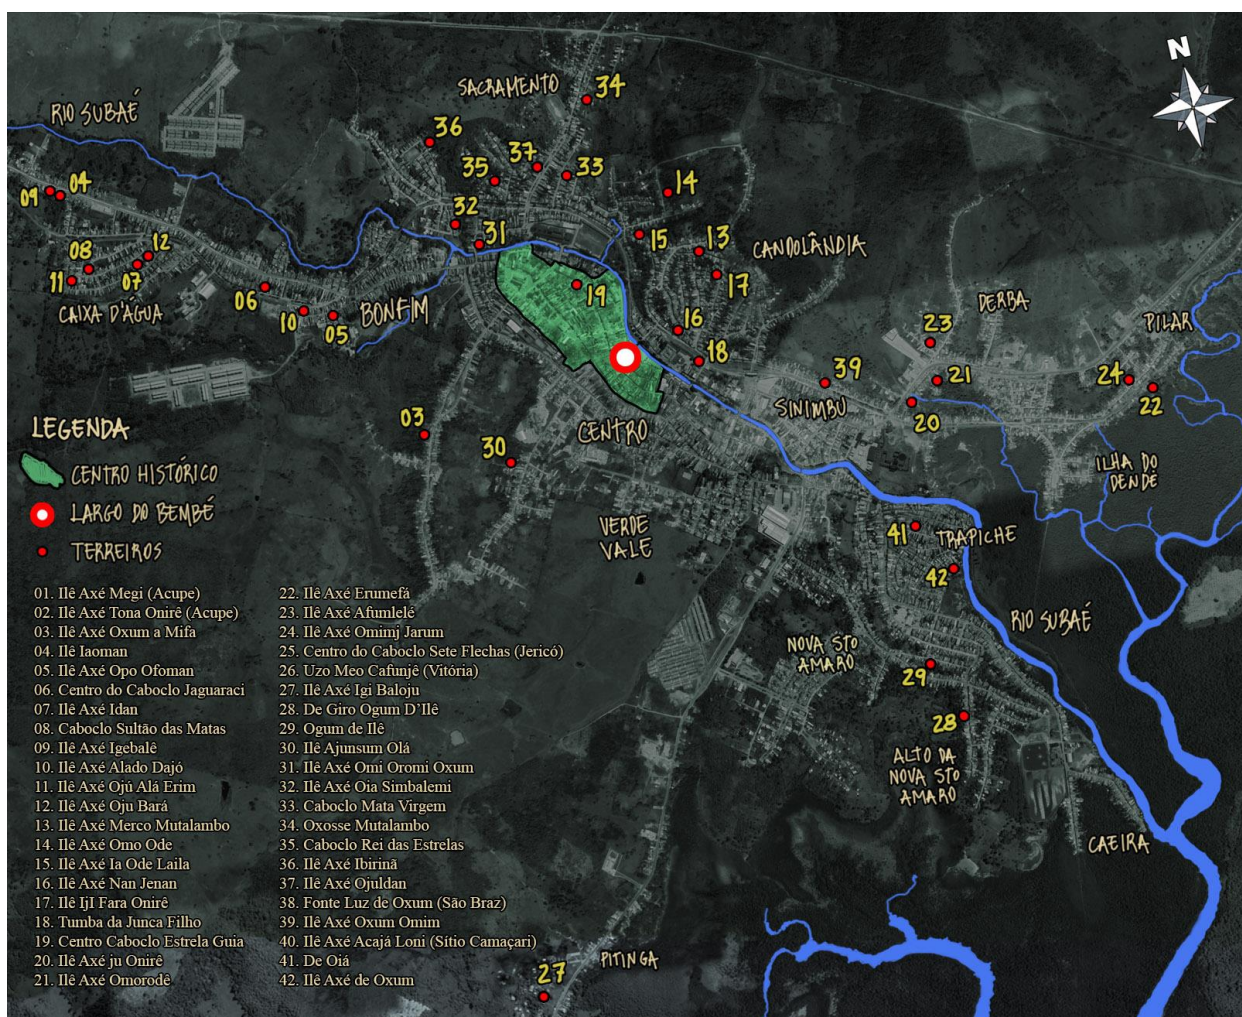 N
SACRAMENTO
34
RIO SUBAÉ
36
37
35
33
09
04
14
32
31
15
13
CANDOLÂNDIA
08
12
11
07
17
CAIXA D'ÁGUA
06
10
05
BONFIM
19
DERBA
PILAR
16
18
23
39
21
24
22
SINIMBU
20
03
CENTRO
30
LEGENDA
CENTRO HISTÓRICO
LARGO DO BEMBÉ
TERREIROS
ILHA DO
DENDÊ
VERDE
VALE
41
TRAPICHE
42
RIO SUBAÉ
NOVA STO
AMARO
29
28
ALTO DA
NOVA STO
AMARO
CAEIRA
PITINGA
27
01. Ilê Axé Megi (Acupe)
02. Ilê Axé Tona Onirê (Acupe)
03. Ilê Axé Oxum a Mifa
04. Ilê Iaoman
05. Ilê Axé Opo Ofoman
06. Centro do Caboclo Jaguaraci
07. Ilê Axé Idan
08. Caboclo Sultão das Matas
09. Ilê Axé Igebalê
10. Ilê Axé Alado Dajó
11. Ilê Axé Ojú Alá Erim
12. Ilê Axé Oju Bará
13. Ilê Axé Merco Mutalambo
14. Ilê Axé Omo Ode
15. Ilê Axé Ia Ode Laila
16. Ilê Axé Nan Jenan
17. Ilê IjI Fara Onirê
18. Tumba da Junca Filho
19. Centro Caboclo Estrela Guia
20. Ilê Axé ju Onirê
21. Ilê Axé Omorodê
22. Ilê Axé Erumefá
23. Ilê Axé Afumlelé
24. Ilê Axé Omimj Jarum
25. Centro do Caboclo Sete Flechas (Jericó)
26. Uzo Meo Cafunjê (Vitória)
27. Ilê Axé Igi Baloju
28. De Giro Ogum D'Ilê
29. Ogum de Ilê
30. Ilê Ajunsum Olá
31. Ilê Axé Omi Oromi Oxum
32. Ilê Axé Oia Simbalemi
33. Caboclo Mata Virgem
34. Oxosse Mutalambo
35. Caboclo Rei das Estrelas
36. Ilê Axé Ibirinã
37. Ilê Axé Ojuldan
38. Fonte Luz de Oxum (São Braz)
39. Ilê Axé Oxum Omim
40. Ilê Axé Acajá Loni (Sítio Camaçari)
41. De Oiá
42. Ilê Axé de Oxum